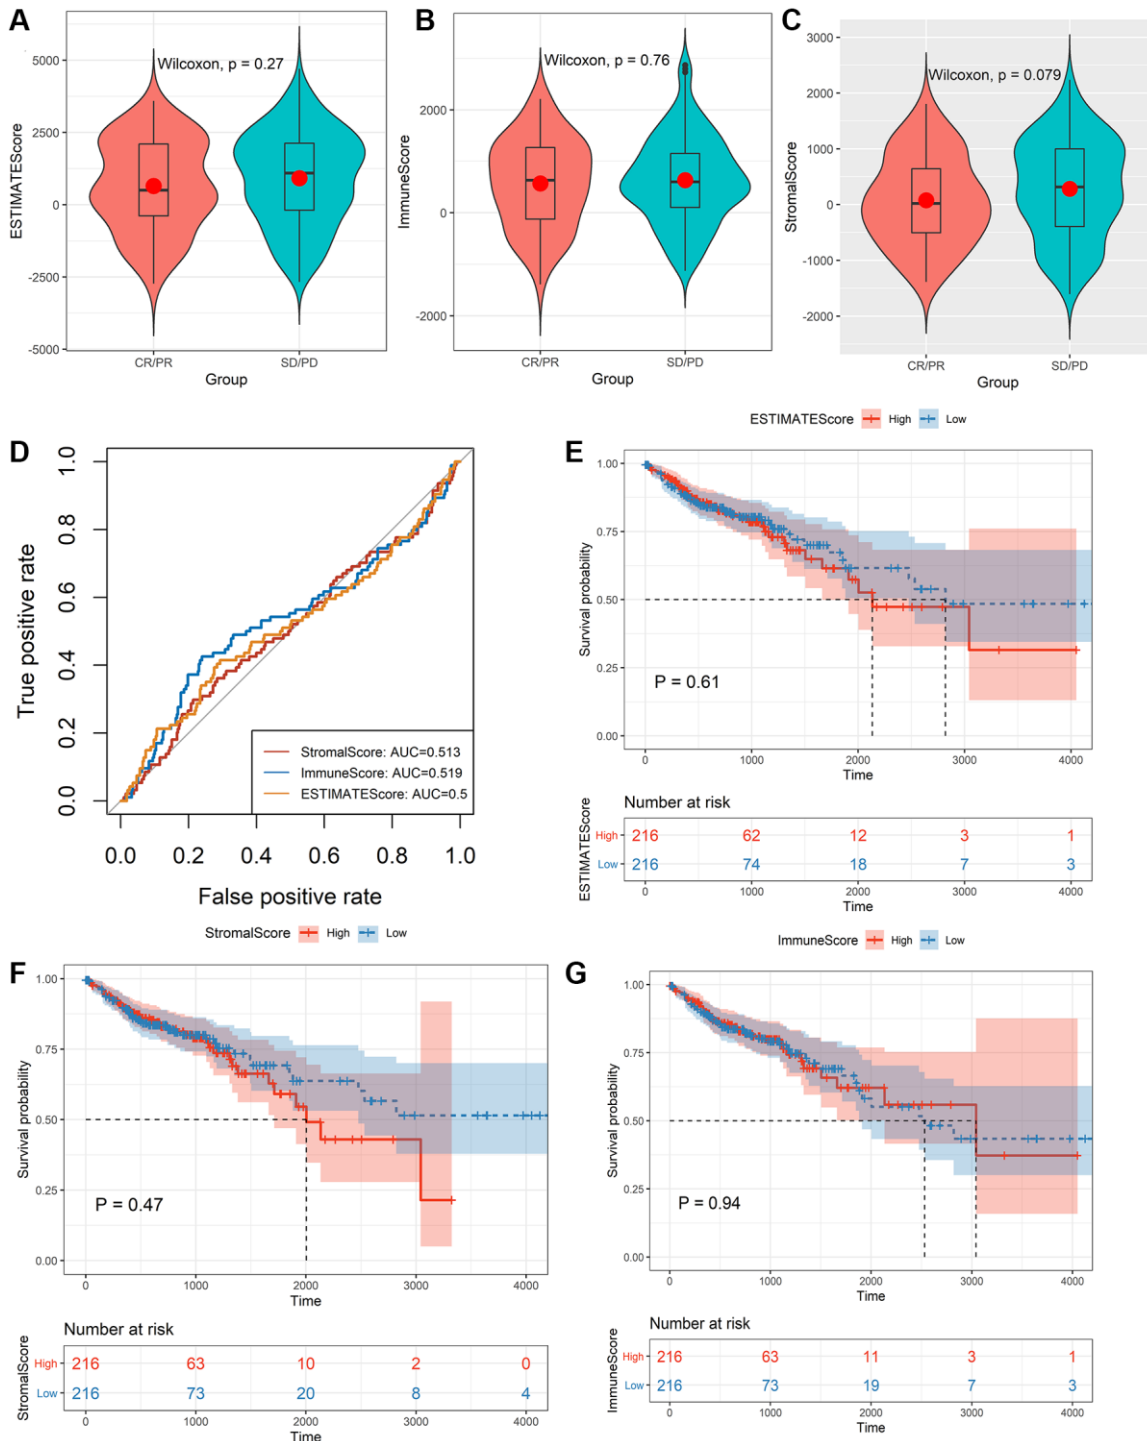 A
B
C
Wilcoxon, p = 0.27
Wilcoxon, p = 0.76
Wilcoxon, p = 0.079
ESTIMATEScore
5000
2500
0
-2500
-5000
CR/PR
SD/PD
Group
ImmuneScore
2000
0
-2000
CR/PR
SD/PD
Group
StromalScore
3000
2000
1000
0
-1000
-2000
CR/PR
SD/PD
Group
D
True positive rate
1.0
0.8
0.6
0.4
0.2
0.0
StromalScore: AUC=0.513
ImmuneScore: AUC=0.519
ESTIMATEScore: AUC=0.5
0.0 0.2 0.4 0.6 0.8 1.0
False positive rate
ESTIMATEScore High Low
E
Survival probability
1.00
0.75
0.50
0.25
0.00
P = 0.61
0 1000 2000 3000 4000
Time
Number at risk
ESTIMATEScore
High 216 62 12 3 1
Low 216 74 18 7 3
0 1000 2000 3000 4000
Time
StromalScore High Low
F
Survival probability
1.00
0.75
0.50
0.25
0.00
P = 0.47
0 1000 2000 3000 4000
Time
Number at risk
StromalScore
High 216 63 10 2 0
Low 216 73 20 8 4
0 1000 2000 3000 4000
Time
ImmuneScore High Low
G
Survival probability
1.00
0.75
0.50
0.25
0.00
P = 0.94
0 1000 2000 3000 4000
Time
Number at risk
ImmuneScore
High 216 63 11 3 1
Low 216 73 19 7 3
0 1000 2000 3000 4000
Time